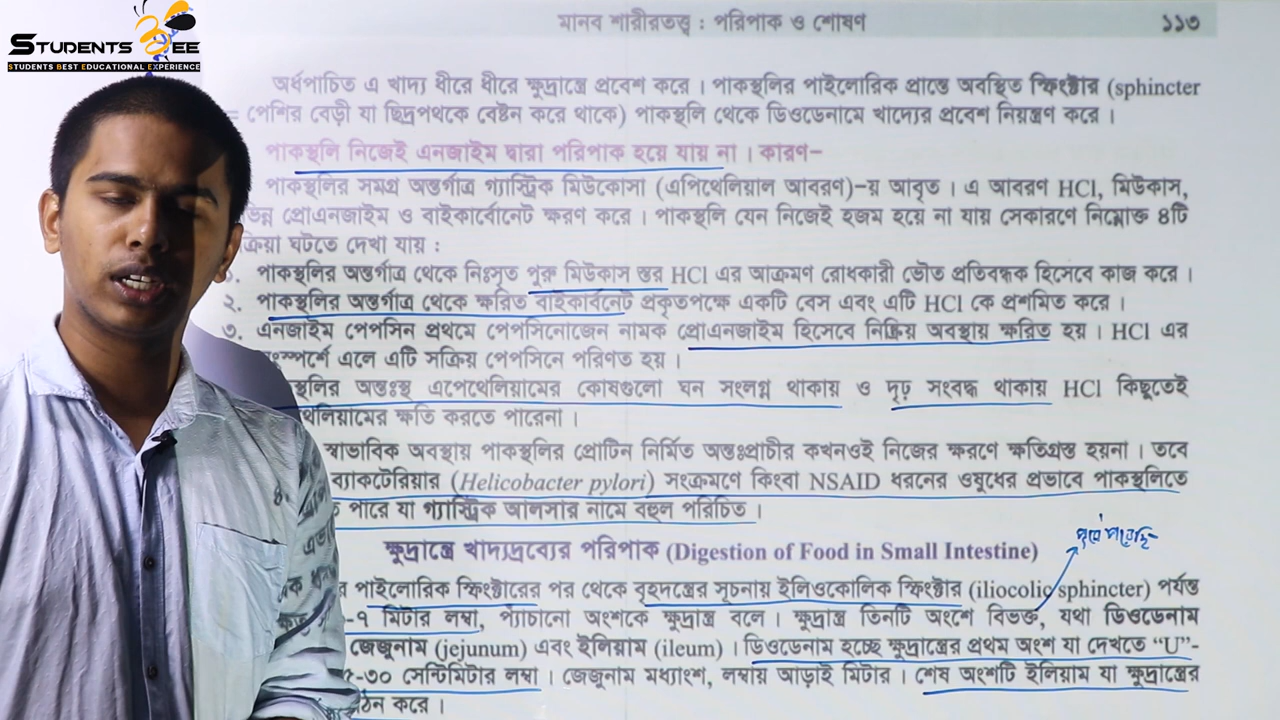 STUDENTS BEE
STUDENTS BEST EDUCATIONAL EXPERIENCE
মানব শারীরতত্ত্ব : পরিপাক ও শোষণ ১১৩
অর্ধপাচিত এ খাদ্য ধীরে ধীরে ক্ষুদ্রান্ত্রে প্রবেশ করে । পাকস্থলির পাইলোরিক প্রান্তে অবস্থিত স্ফিংক্টার (sphincter
= পেশির বেড়ী যা ছিদ্রপথকে বেষ্টন করে থাকে) পাকস্থলি থেকে ডিওডেনামে খাদ্যের প্রবেশ নিয়ন্ত্রণ করে ।
পাকস্থলি নিজেই এনজাইম দ্বারা পরিপাক হয়ে যায় না । কারণ–
পাকস্থলির সমগ্র অন্তর্গাত্র গ্যাস্ট্রিক মিউকোসা (এপিথেলিয়াল আবরণ)-য় আবৃত । এ আবরণ HCl, মিউকাস,
প্রোএনজাইম ও বাইকার্বোনেট ক্ষরণ করে । পাকস্থলি যেন নিজেই হজম হয়ে না যায় সেকারণে নিম্নোক্ত ৪টি
ক্রিয়া ঘটতে দেখা যায় :
১. পাকস্থলির অন্তর্গাত্র থেকে নিঃসৃত পুরু মিউকাস স্তর HCl এর আক্রমণ রোধকারী ভৌত প্রতিবন্ধক হিসেবে কাজ করে ।
২. পাকস্থলির অন্তর্গাত্র থেকে ক্ষরিত বাইকার্বনেট প্রকৃতপক্ষে একটি বেস এবং এটি HCl কে প্রশমিত করে ।
৩. এনজাইম পেপসিন প্রথমে পেপসিনোজেন নামক প্রোএনজাইম হিসেবে নিষ্ক্রিয় অবস্থায় ক্ষরিত হয় । HCl এর
সংস্পর্শে এলে এটি সক্রিয় পেপসিনে পরিণত হয় ।
স্থলির অন্তঃস্থ এপেথেলিয়ামের কোষগুলো ঘন সংলগ্ন থাকায় ও দৃঢ় সংবদ্ধ থাকায় HCl কিছুতেই
থেলিয়ামের ক্ষতি করতে পারেনা ।
স্বাভাবিক অবস্থায় পাকস্থলির প্রোটিন নির্মিত অন্তঃপ্রাচীর কখনওই নিজের ক্ষরণে ক্ষতিগ্রস্ত হয়না । তবে
ব্যাকটেরিয়ার (Helicobacter pylori) সংক্রমণে কিংবা NSAID ধরনের ওষুধের প্রভাবে পাকস্থলিতে
৪.
পারে যা গ্যাস্ট্রিক আলসার নামে বহুল পরিচিত ।
ক্ষুদ্রান্ত্রে খাদ্যদ্রব্যের পরিপাক (Digestion of Food in Small Intestine)
র পাইলোরিক স্ফিংক্টারের পর থেকে বৃহদন্ত্রের সূচনায় ইলিওকোলিক স্ফিংক্টার (iliocolic sphincter) পর্যন্ত
-৭ মিটার লম্বা, প্যাঁচানো অংশকে ক্ষুদ্রান্ত্র বলে । ক্ষুদ্রান্ত্র তিনটি অংশে বিভক্ত, যথা ডিওডেনাম
জেজুনাম (jejunum) এবং ইলিয়াম (ileum) । ডিওডেনাম হচ্ছে ক্ষুদ্রান্ত্রের প্রথম অংশ যা দেখতে “U”-
৫-৩০ সেন্টিমিটার লম্বা । জেজুনাম মধ্যাংশ, লম্বায় আড়াই মিটার । শেষ অংশটি ইলিয়াম যা ক্ষুদ্রান্ত্রের
গঠন করে ।